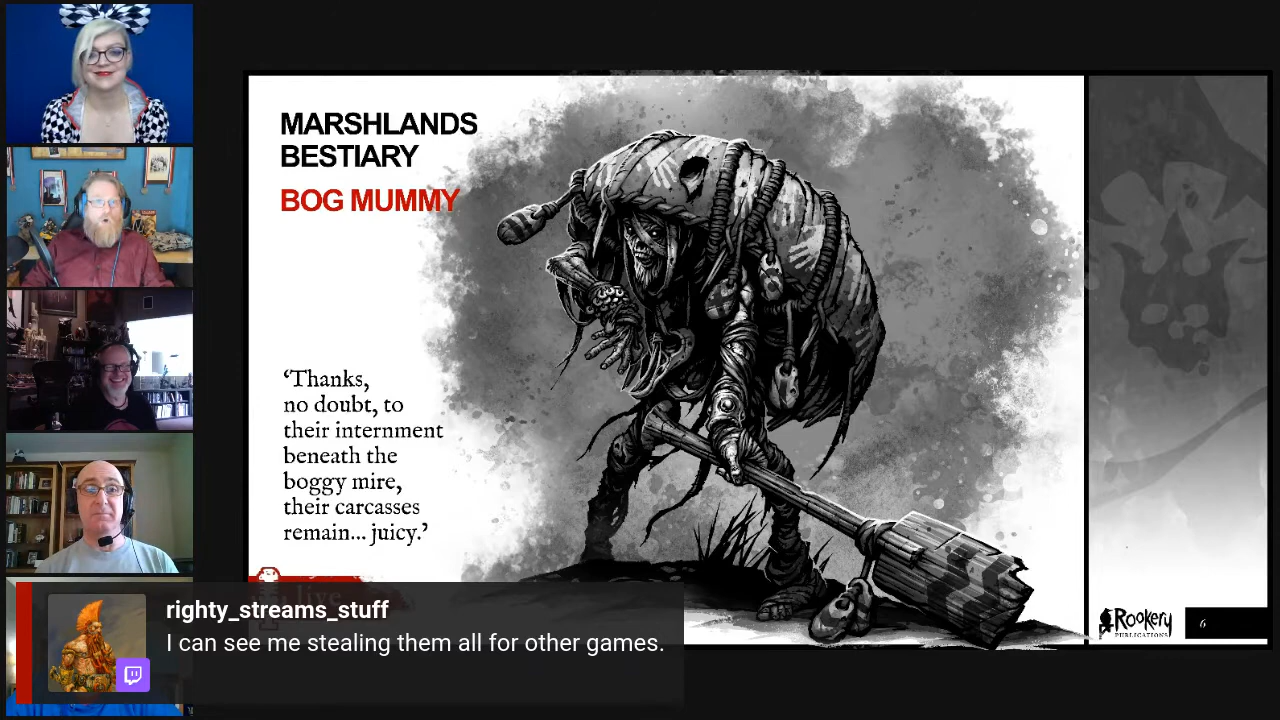 MARSHLANDS
BESTIARY
BOG MUMMY
‘Thanks,
no doubt, to
their internment
beneath the
boggy mire,
their carcasses
remain... juicy.’
live
righty_streams_stuff
I can see me stealing them all for other games.
Rookery
PUBLICATIONS
6